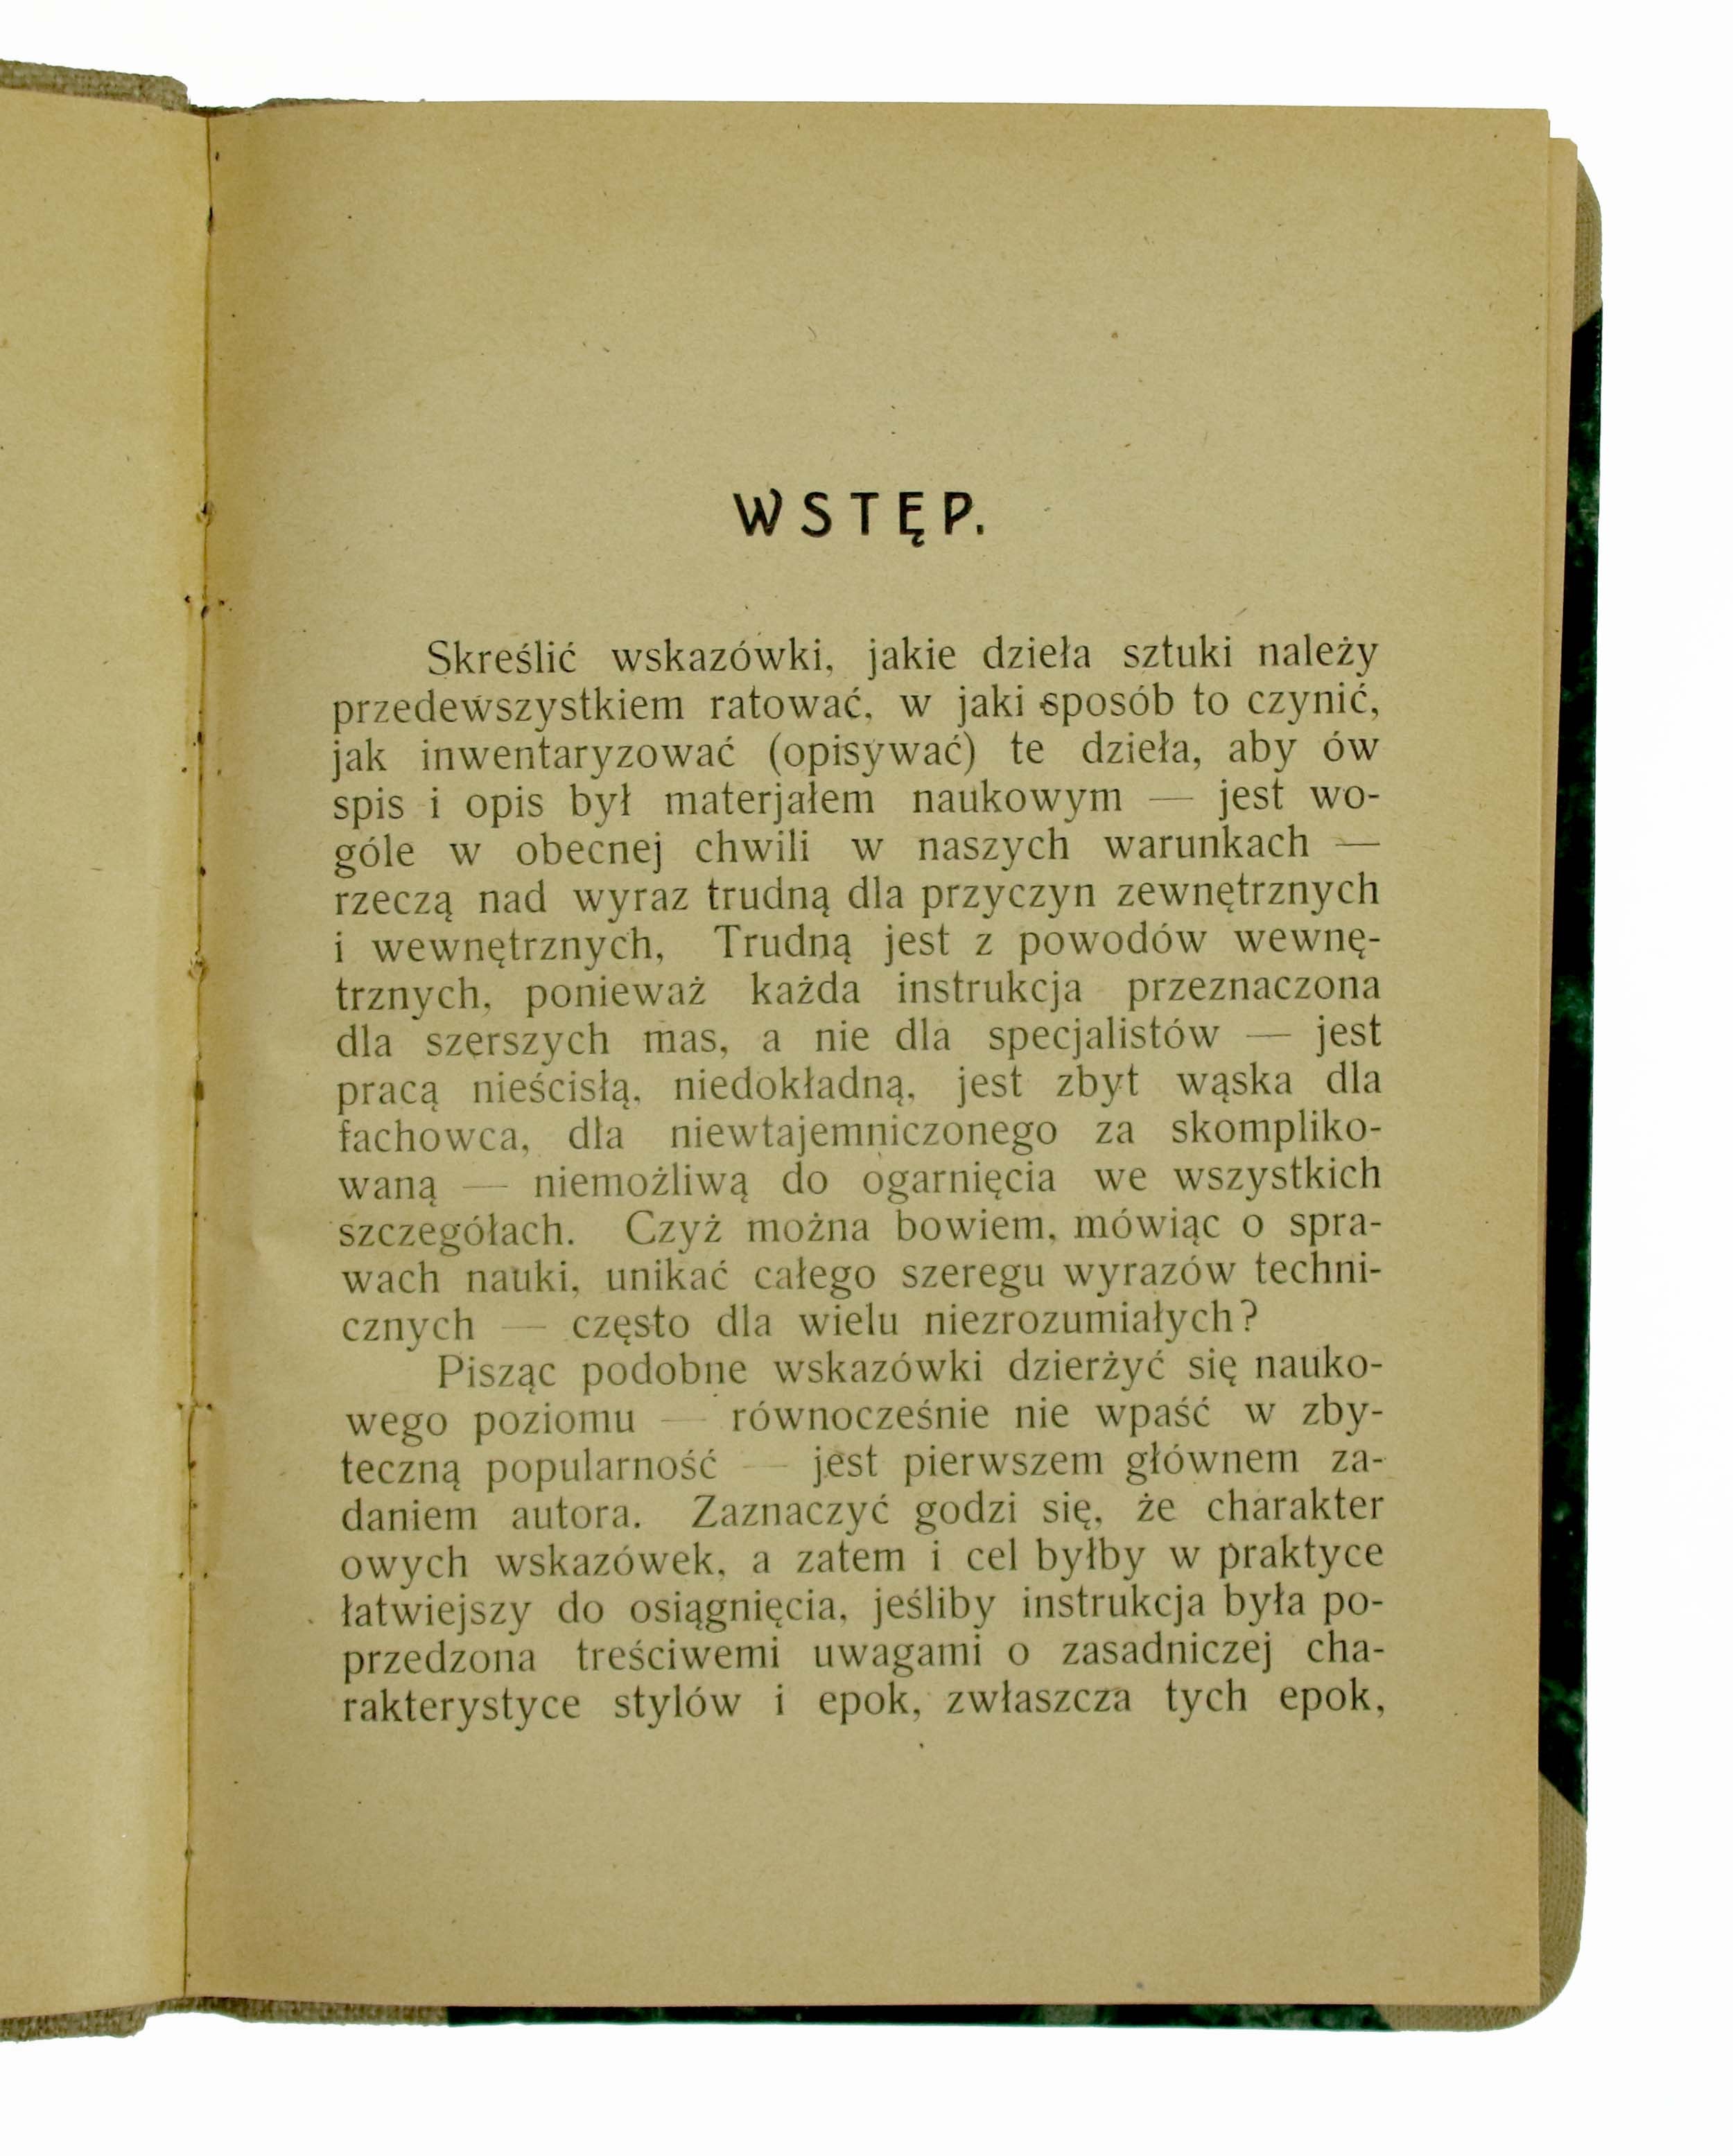 WSTĘP.
Skreślić wskazówki, jakie dzieła sztuki należy
przedewszystkiem ratować, w jaki sposób to czynić,
jak inwentaryzować (opisywać) te dzieła, aby ów
spis i opis był materjałem naukowym — jest wo-
góle w obecnej chwili w naszych warunkach —
rzeczą nad wyraz trudną dla przyczyn zewnętrznych
i wewnętrznych, Trudną jest z powodów wewnę-
trznych, ponieważ każda instrukcja przeznaczona
dla szerszych mas, a nie dla specjalistów — jest
pracą nieścisłą, niedokładną, jest zbyt wąska dla
fachowca, dla niewtajemniczonego za skompliko-
waną — niemożliwą do ogarnięcia we wszystkich
szczegółach. Czyż można bowiem, mówiąc o spra-
wach nauki, unikać całego szeregu wyrazów techni-
cznych — często dla wielu niezrozumiałych?
Pisząc podobne wskazówki dzierżyć się nauko-
wego poziomu — równocześnie nie wpaść w zby-
teczną popularność — jest pierwszem głównem za-
daniem autora. Zaznaczyć godzi się, że charakter
owych wskazówek, a zatem i cel byłby w praktyce
łatwiejszy do osiągnięcia, jeśliby instrukcja była po-
przedzona treściwemi uwagami o zasadniczej cha-
rakterystyce stylów i epok, zwłaszcza tych epok,